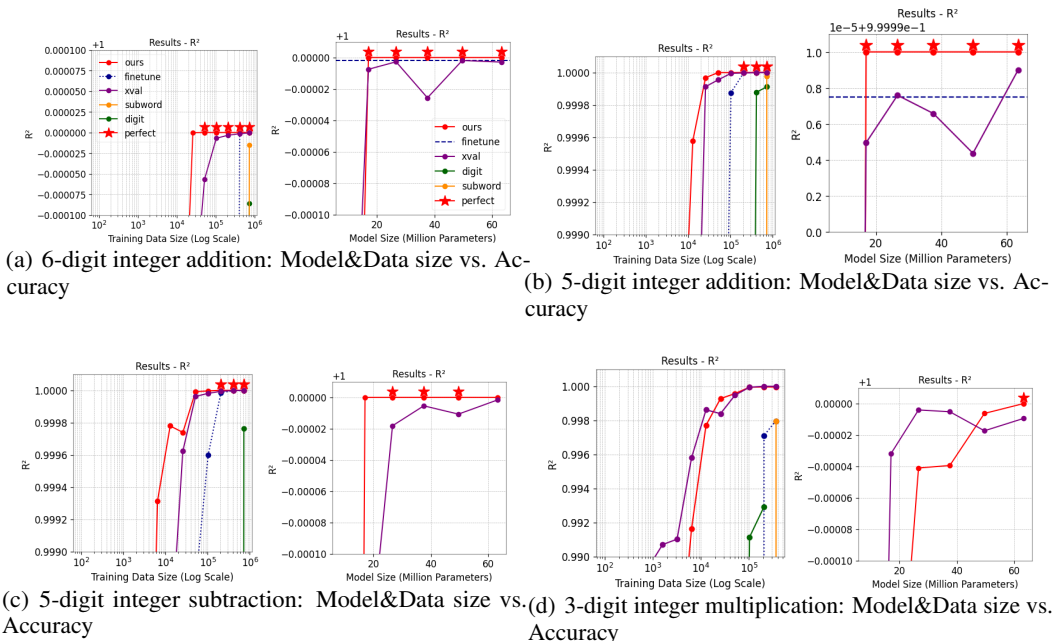 +1
Results - R²
0.000100
0.000075
0.000050
0.000025
0.000000
−0.000025
−0.000050
−0.000075
−0.000100
R²
ours
finetune
xval
subword
digit
perfect
10² 10³ 10⁴ 10⁵ 10⁶
Training Data Size (Log Scale)
+1
Results - R²
0.00000
−0.00002
−0.00004
−0.00006
−0.00008
−0.00010
R²
ours
finetune
xval
digit
subword
perfect
20 40 60
Model Size (Million Parameters)
(a) 6-digit integer addition: Model&Data size vs. Ac-
curacy
Results - R²
1.0000
0.9998
0.9996
0.9994
0.9992
0.9990
R²
ours
finetune
xval
subword
digit
perfect
10² 10³ 10⁴ 10⁵ 10⁶
Training Data Size (Log Scale)
1e−5+9.9999e−1
Results - R²
1.0
0.8
0.6
0.4
0.2
0.0
R²
20 40 60
Model Size (Million Parameters)
(b) 5-digit integer addition: Model&Data size vs. Ac-
curacy
Results - R²
1.0000
0.9998
0.9996
0.9994
0.9992
0.9990
R²
10¹ 10² 10³ 10⁴ 10⁵ 10⁶
Training Data Size (Log Scale)
+1
Results - R²
0.00000
−0.00002
−0.00004
−0.00006
−0.00008
−0.00010
R²
20 40 60
Model Size (Million Parameters)
(c) 5-digit integer subtraction: Model&Data size vs.
Accuracy
Results - R²
1.000
0.998
0.996
0.994
0.992
0.990
R²
10² 10³ 10⁴ 10⁵
Training Data Size (Log Scale)
+1
Results - R²
0.00000
−0.00002
−0.00004
−0.00006
−0.00008
−0.00010
R²
20 40 60
Model Size (Million Parameters)
(d) 3-digit integer multiplication: Model&Data size vs.
Accuracy